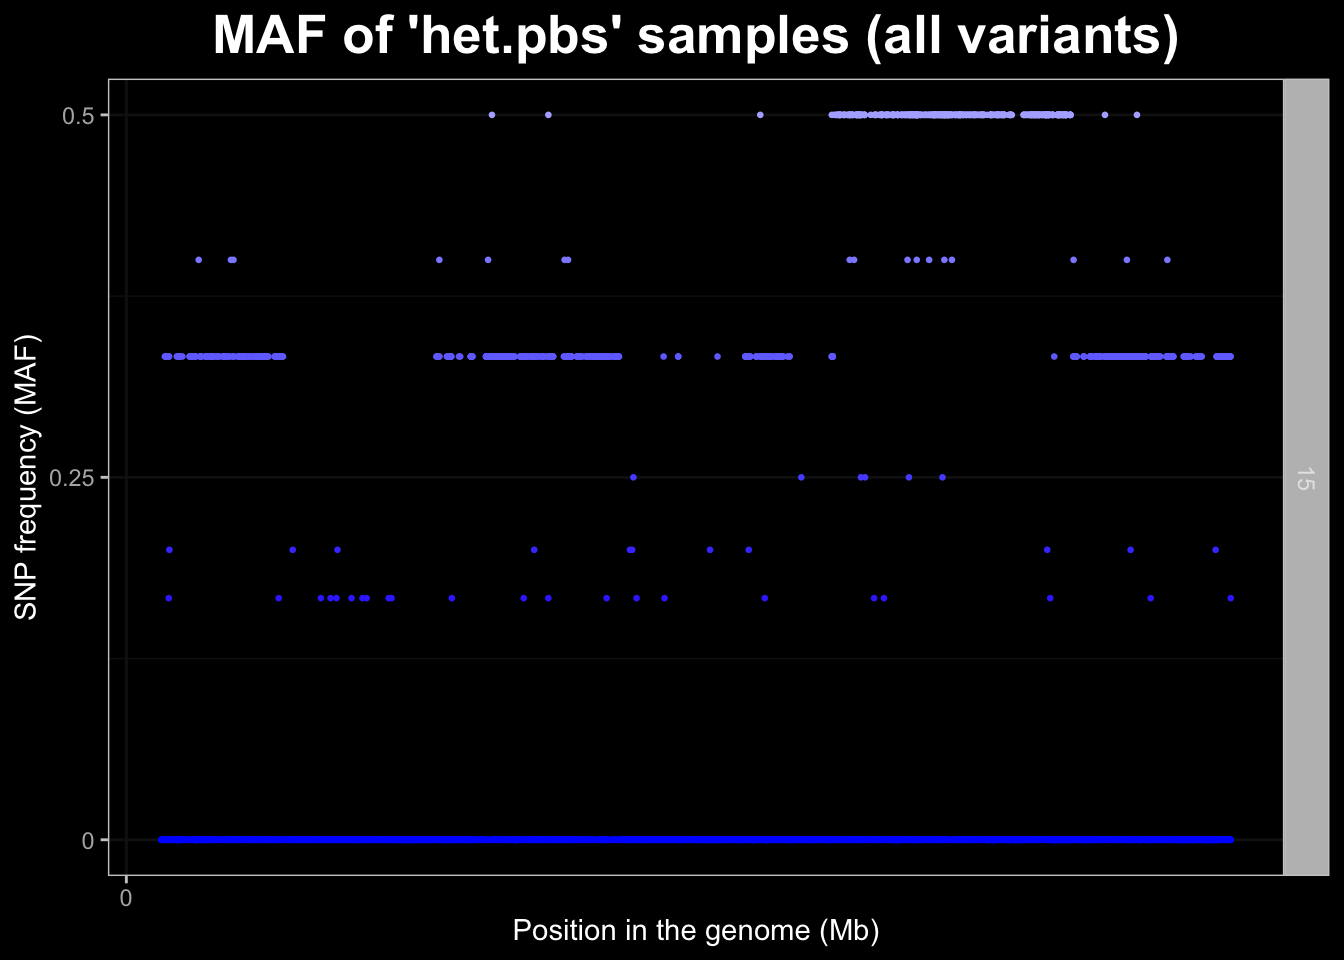 MAF of 'het.pbs' samples (all variants)
0.5
0.25
0
SNP frequency (MAF)
15
0
Position in the genome (Mb)